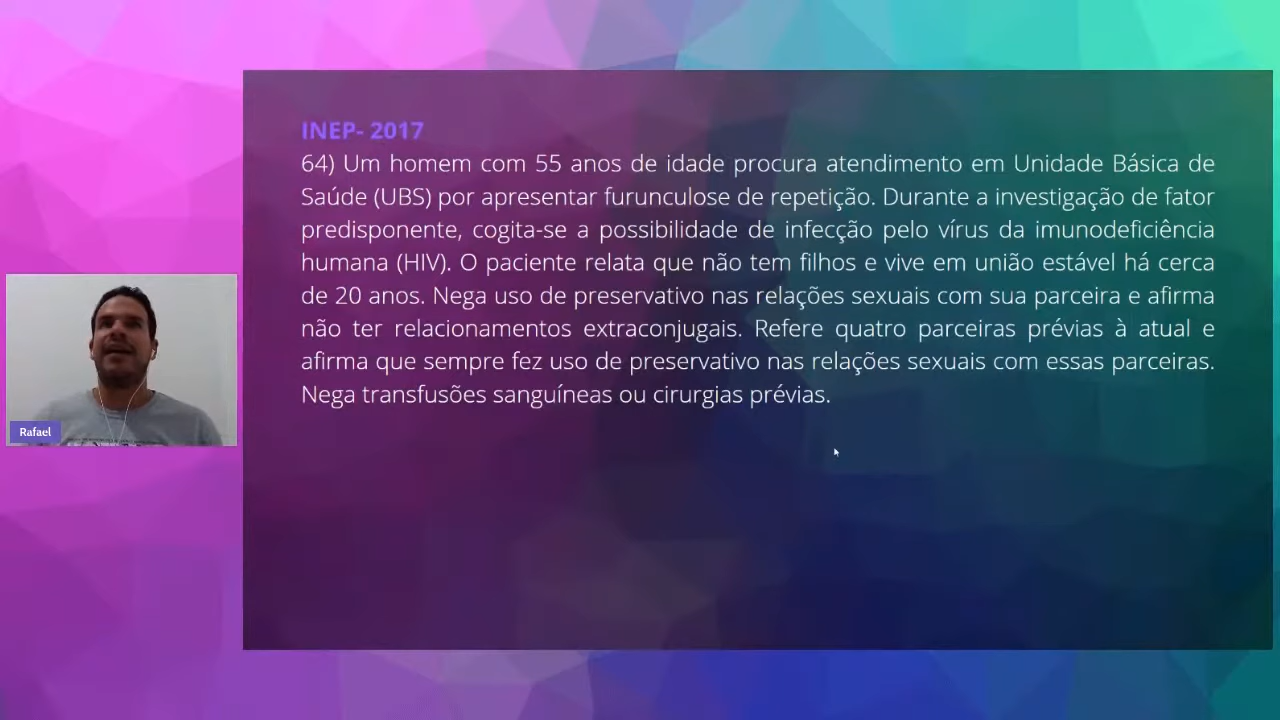 INEP- 2017
64) Um homem com 55 anos de idade procura atendimento em Unidade Básica de
Saúde (UBS) por apresentar furunculose de repetição. Durante a investigação de fator
predisponente, cogita-se a possibilidade de infecção pelo vírus da imunodeficiência
humana (HIV). O paciente relata que não tem filhos e vive em união estável há cerca
de 20 anos. Nega uso de preservativo nas relações sexuais com sua parceira e afirma
não ter relacionamentos extraconjugais. Refere quatro parceiras prévias à atual e
afirma que sempre fez uso de preservativo nas relações sexuais com essas parceiras.
Nega transfusões sanguíneas ou cirurgias prévias.
Rafael